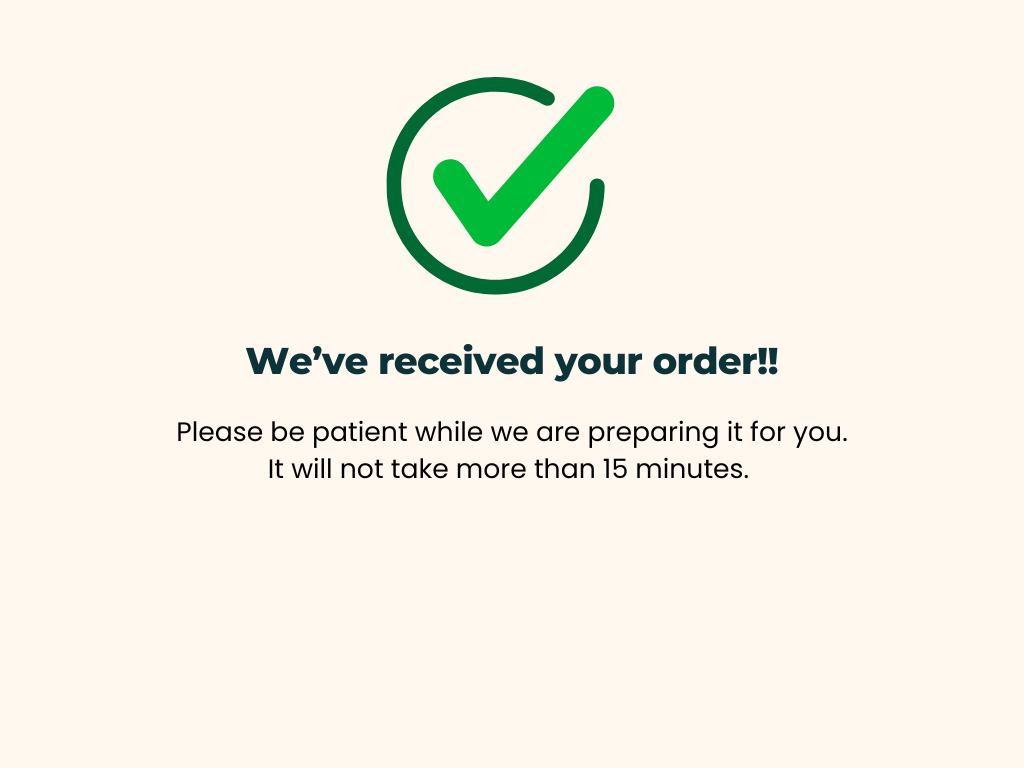 We’ve received your order!!
Please be patient while we are preparing it for you.
It will not take more than 15 minutes.